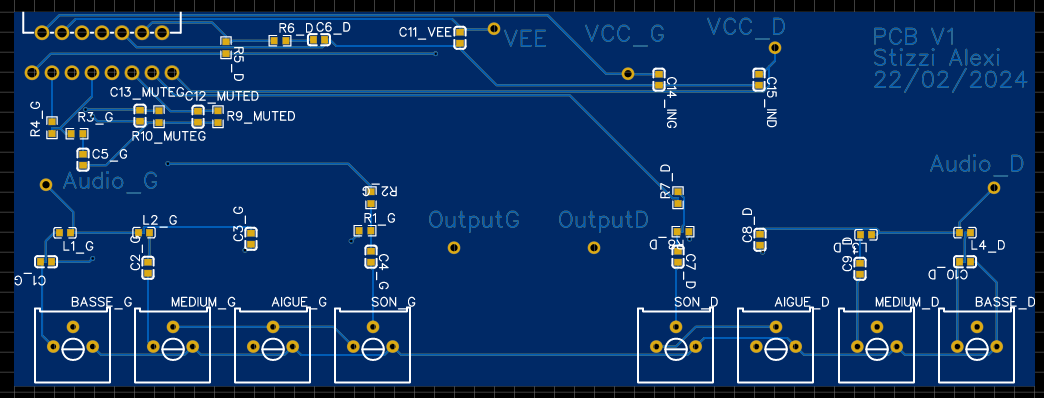 R6_D
C6_D
C11_VEE
VEE
VCC_G
VCC_D
PCB V1
Stizzi Alexi
22/02/2024
R5_D
C14_ING
C15_IND
C13_MUTEG
C12_MUTED
R4_G
R3_G
R9_MUTED
R10_MUTEG
C5_G
Audio_G
Audio_D
R2_G
R7_D
L2_G
C3_G
R1_G
OutputG
OutputD
R8_D
C8_D
L1_G
L4_D
C1_G
C2_
C4_G
C7_D
C9_D
C10_D
BASSE_G
MEDIUM_G
AIGUE_G
SON_G
SON_D
AIGUE_D
MEDIUM_D
BASSE_D